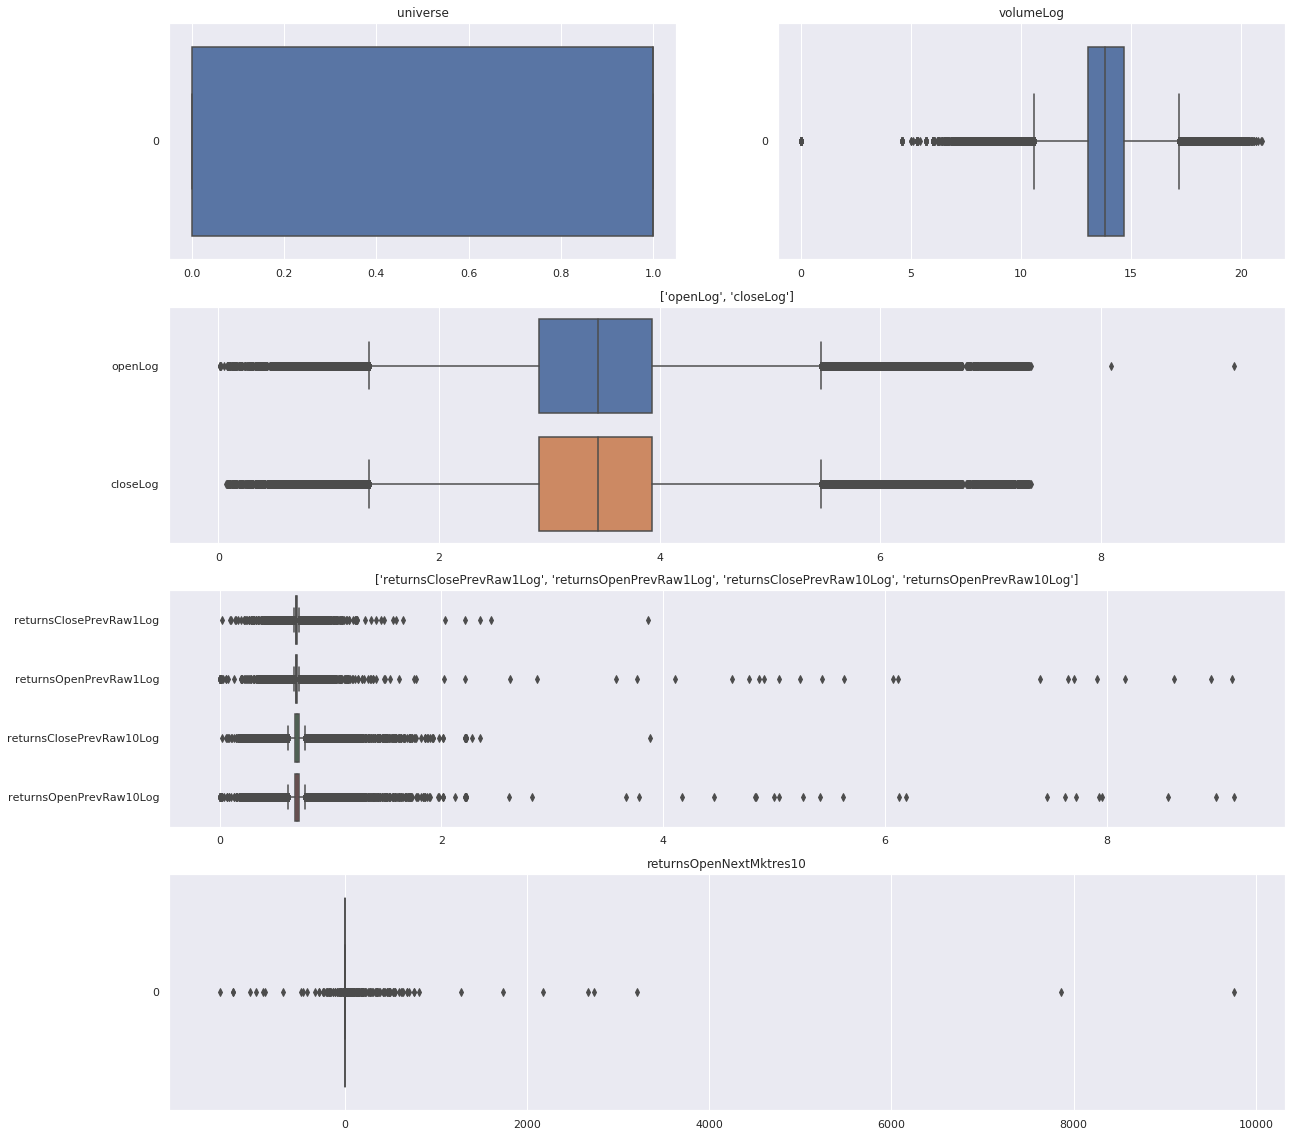 universe
volumeLog
0
0
0.0 0.2 0.4 0.6 0.8 1.0
0 5 10 15 20
['openLog', 'closeLog']
openLog
closeLog
0 2 4 6 8
['returnsClosePrevRaw1Log', 'returnsOpenPrevRaw1Log', 'returnsClosePrevRaw10Log', 'returnsOpenPrevRaw10Log']
returnsClosePrevRaw1Log
returnsOpenPrevRaw1Log
returnsClosePrevRaw10Log
returnsOpenPrevRaw10Log
0 2 4 6 8
returnsOpenNextMktres10
0
0 2000 4000 6000 8000 10000